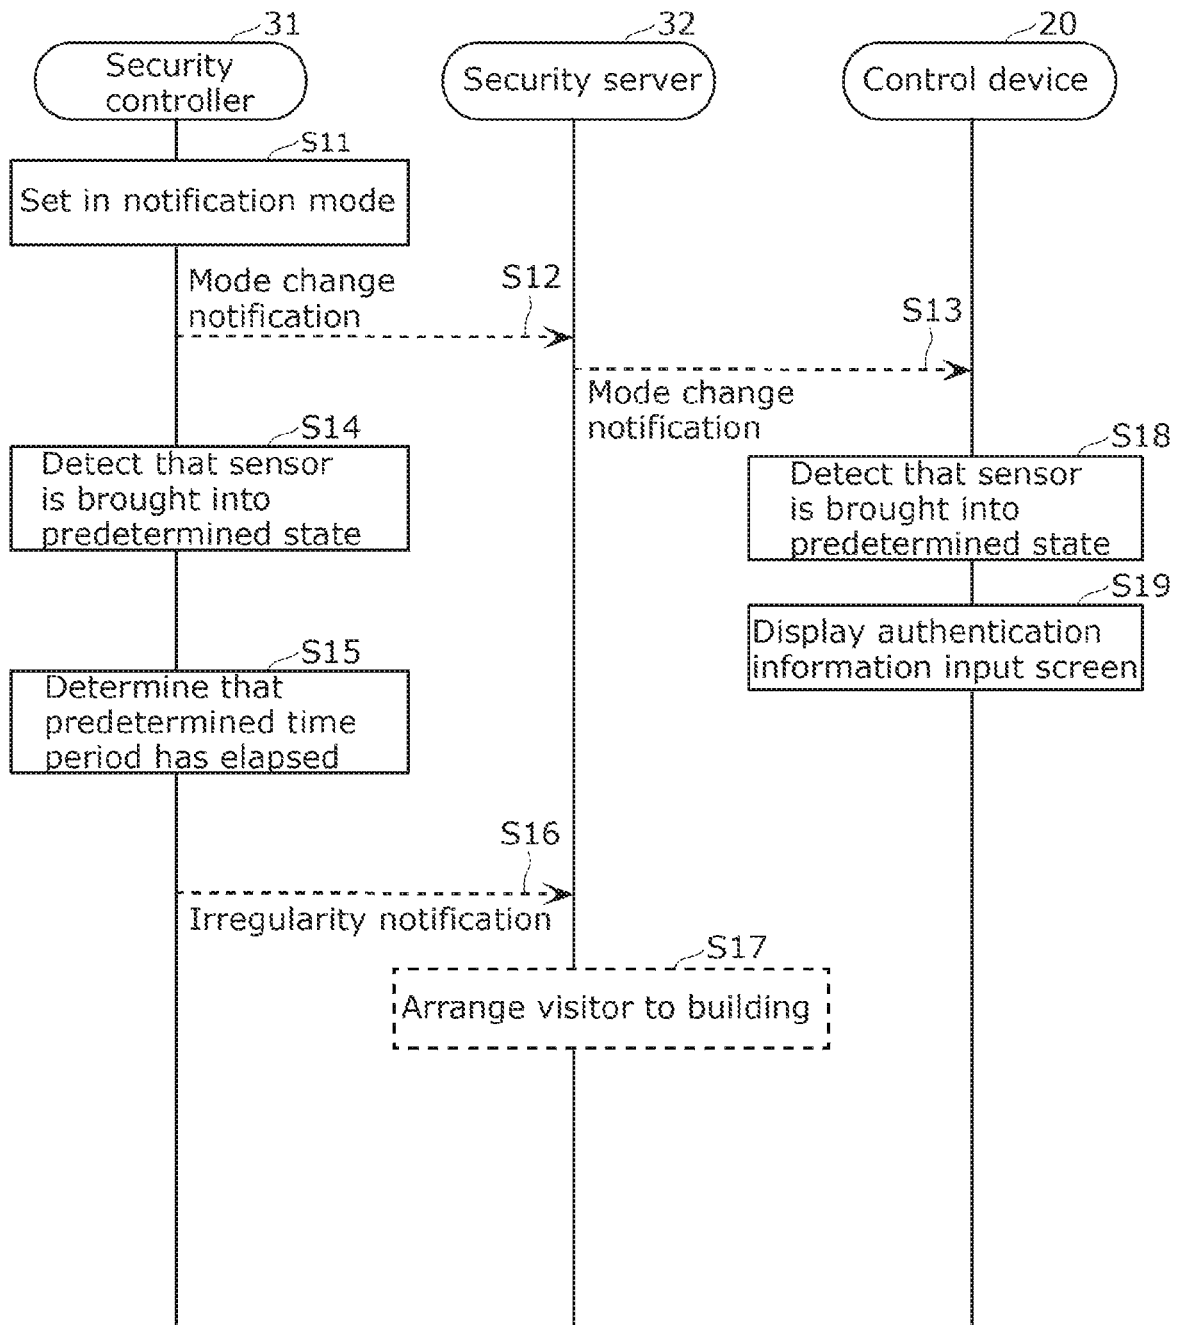 31
Security
controller
32
Security server
20
Control device
S11
Set in notification mode
Mode change
notification
S12
S13
Mode change
notification
S14
Detect that sensor
is brought into
predetermined state
S18
Detect that sensor
is brought into
predetermined state
S19
Display authentication
information input screen
S15
Determine that
predetermined time
period has elapsed
S16
Irregularity notification
S17
Arrange visitor to building